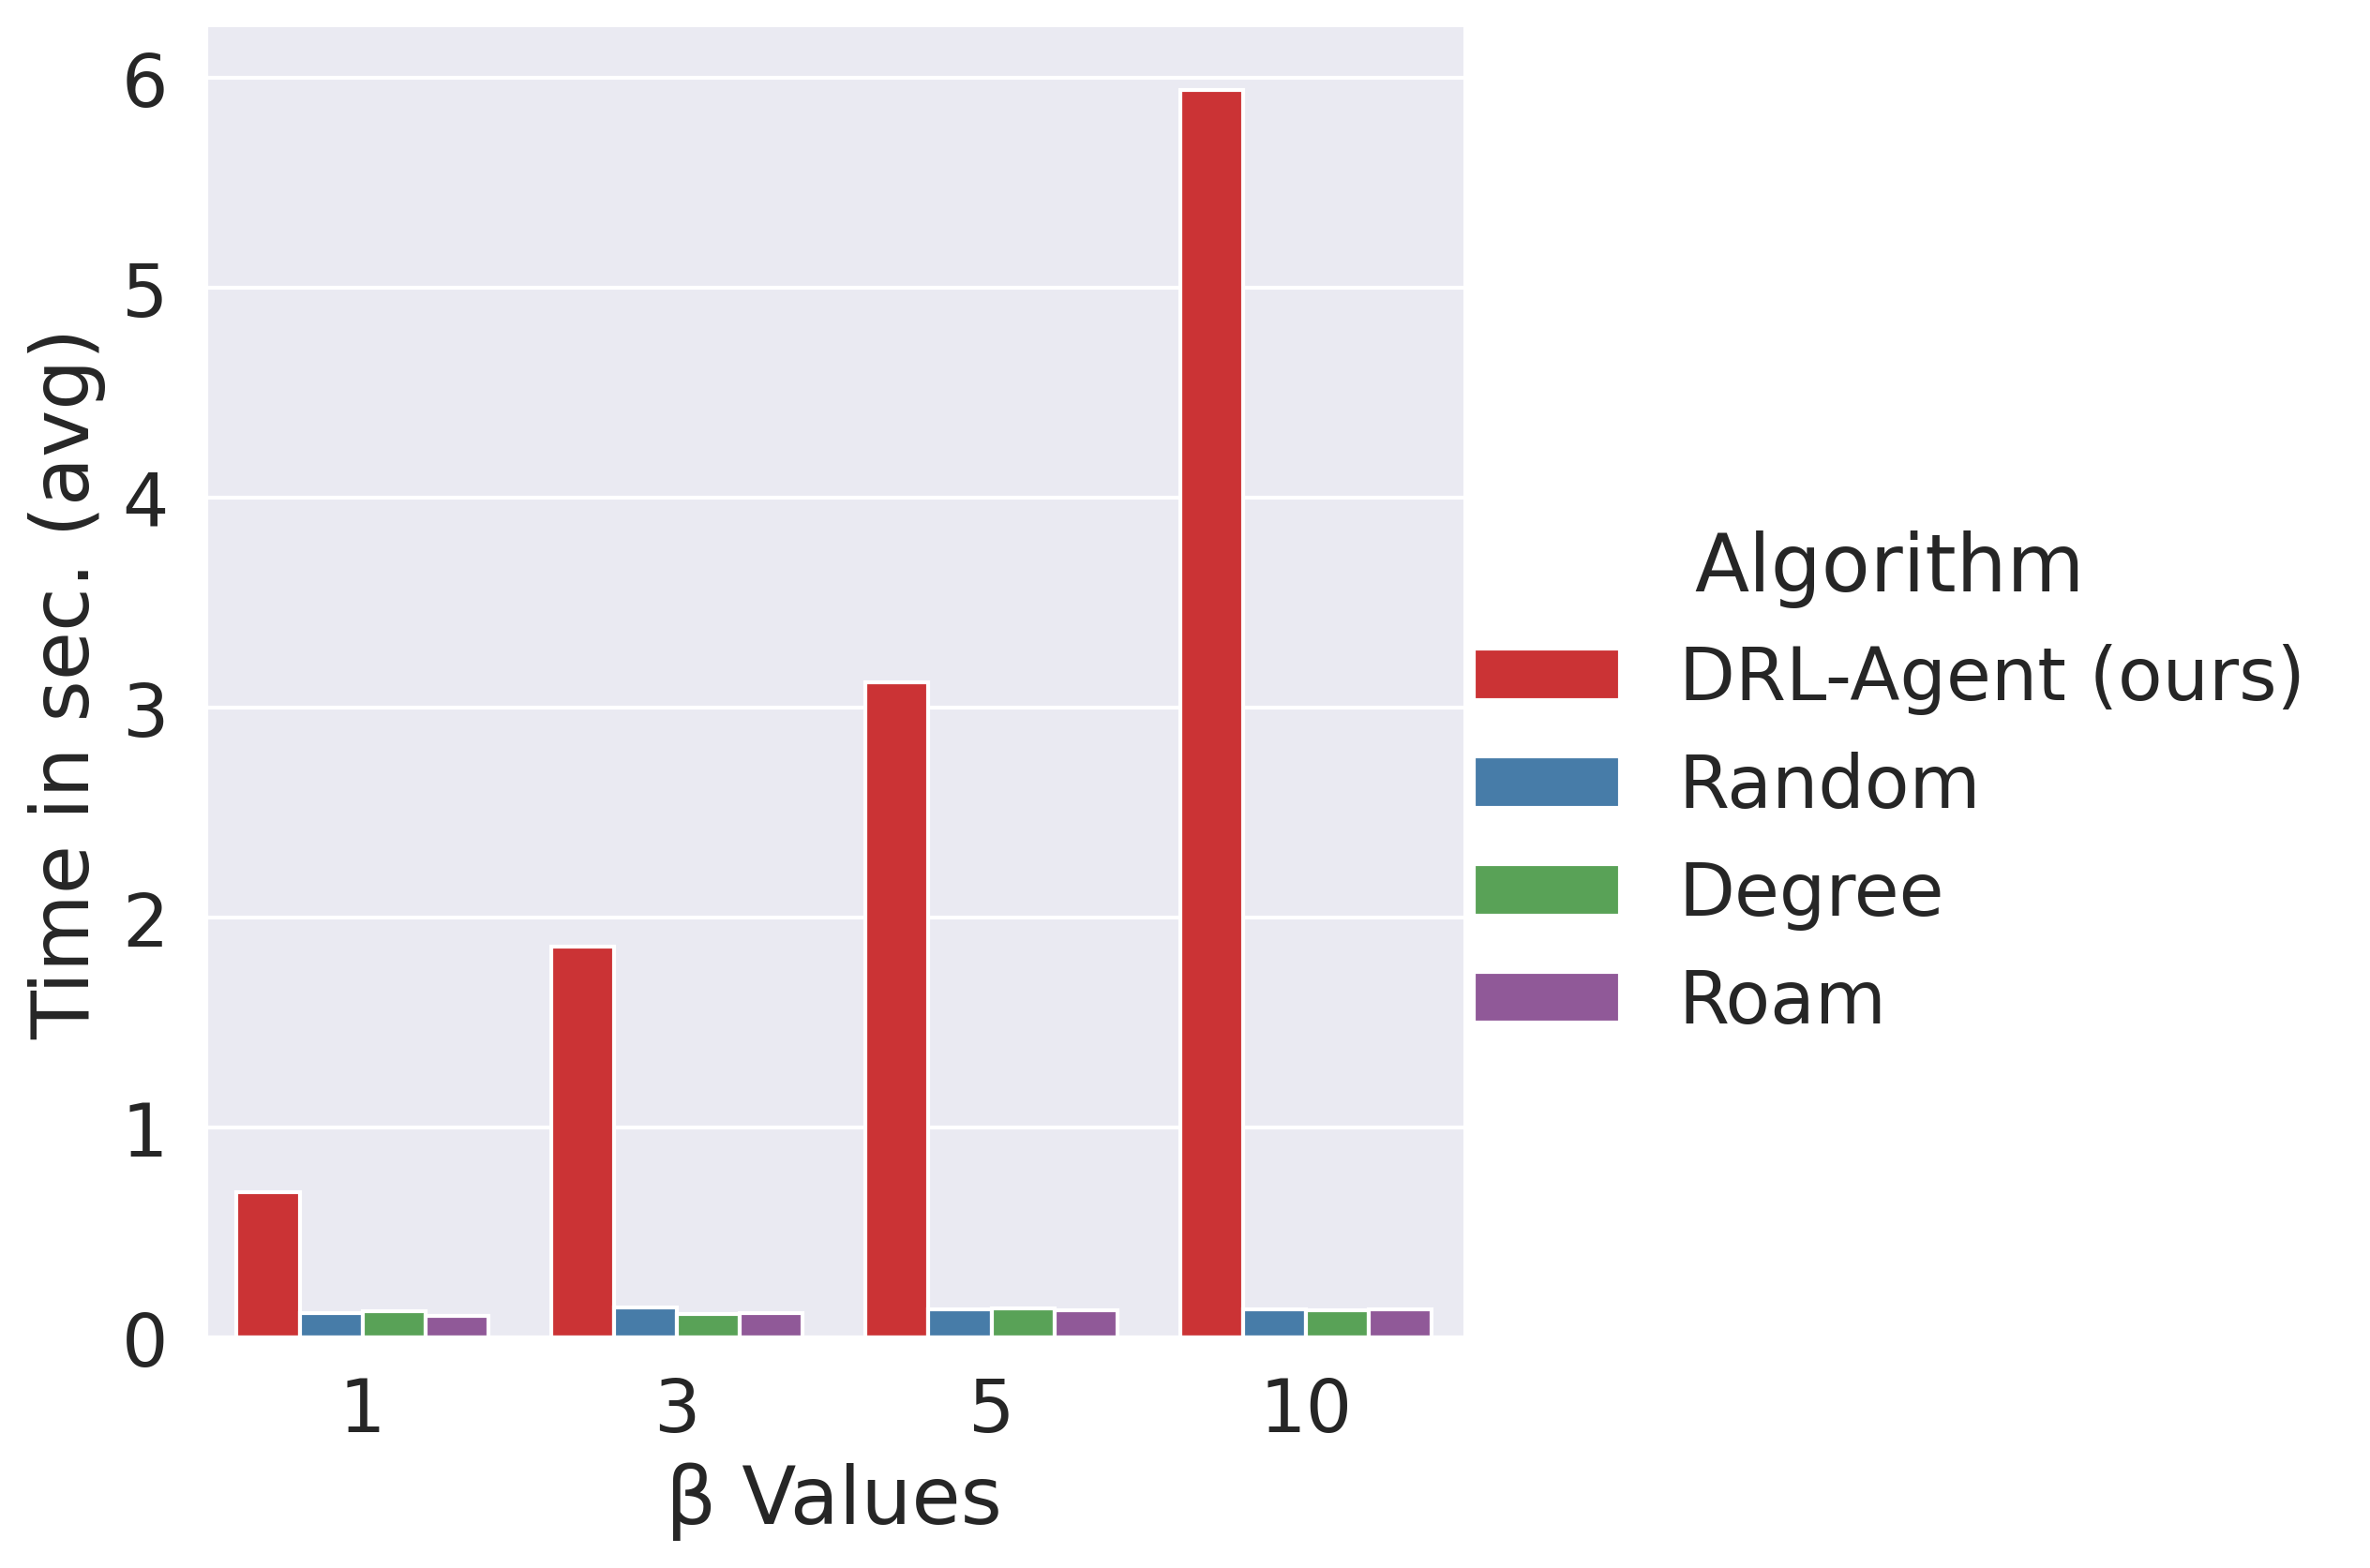 6
5
4
3
2
1
0
Time in sec. (avg)
1 3 5 10
β Values
Algorithm
DRL-Agent (ours)
Random
Degree
Roam